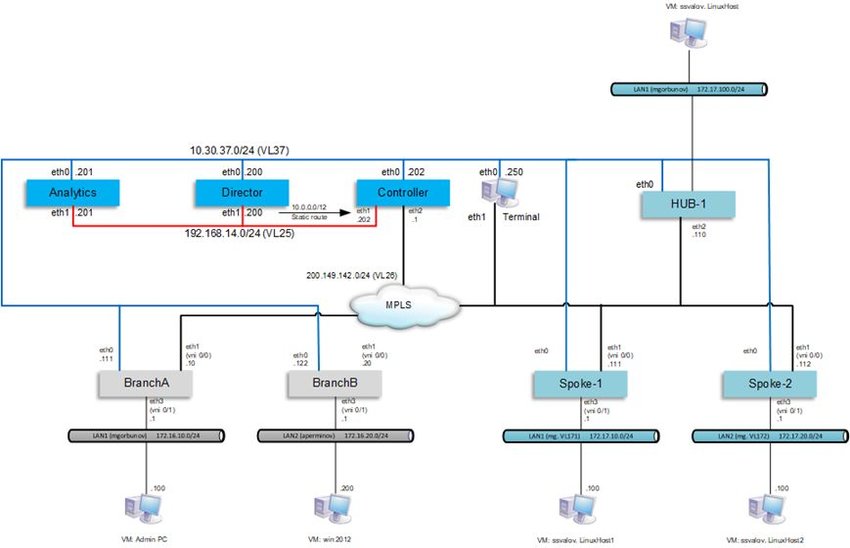 VM: ssvalov. LinuxHost
LAN1 (mgorbunov) 172.17.100.0/24
10.30.37.0/24 (VL37)
eth0 .201
eth0 .200
eth0 .202
eth0 .250
eth0
Analytics
Director
Controller
HUB-1
eth1 .201
eth1 .200
10.0.0.0/12
Static route
eth1
.202
eth2
.1
eth1
Terminal
eth2
.110
192.168.14.0/24 (VL25)
200.149.142.0/24 (VL26)
MPLS
eth0
.111
eth1
(vni 0/0)
.10
eth0
.122
eth1
(vni 0/0)
.20
eth0
eth1
(vni 0/0)
.111
eth0
eth1
(vni 0/0)
.112
BranchA
BranchB
Spoke-1
Spoke-2
eth3
(vni 0/1)
.1
eth3
(vni 0/1)
.1
eth3
(vni 0/1)
.1
eth3
(vni 0/1)
.1
LAN1 (mgorbunov) 172.16.10.0/24
LAN2 (aperminov) 172.16.20.0/24
LAN1 (mg. VL171) 172.17.10.0/24
LAN2 (mg. VL172) 172.17.20.0/24
.100
.200
.100
.100
VM: Admin PC
VM: win 2012
VM: ssvalov. LinuxHost1
VM: ssvalov. LinuxHost2